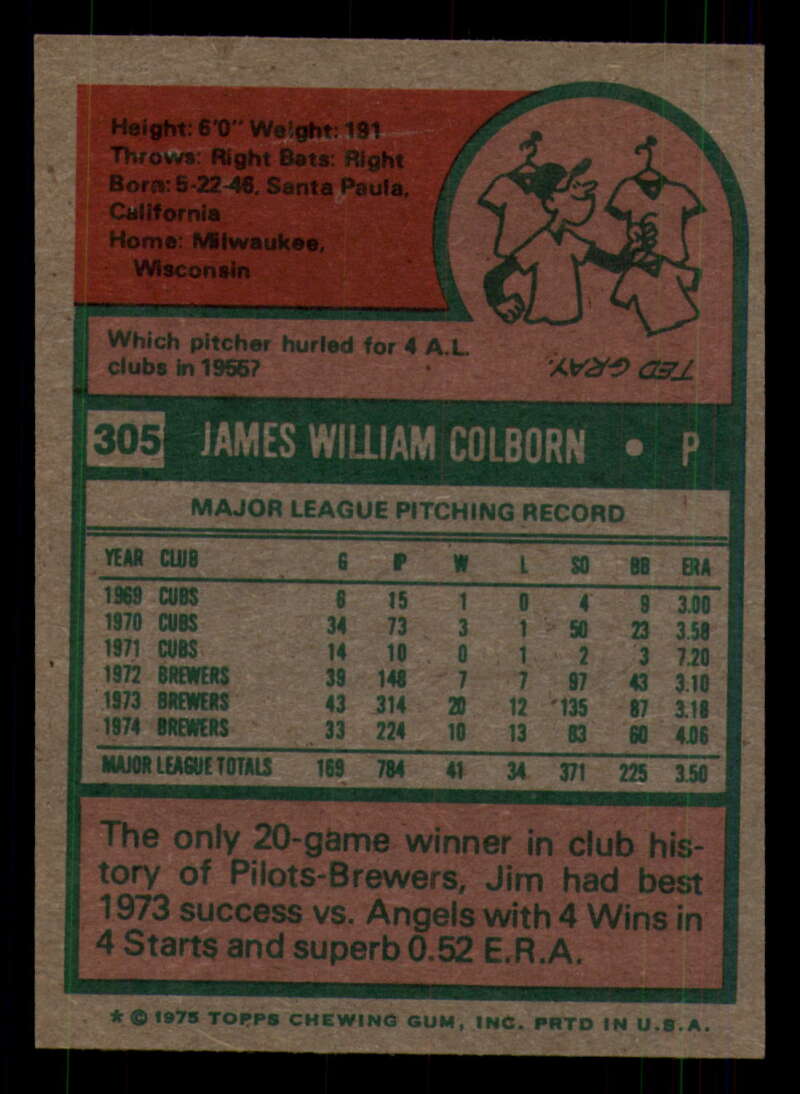 Height: 6'0" Weight: 191
Throws: Right Bats: Right
Born: 5-22-46, Santa Paula,
California
Home: Milwaukee,
Wisconsin
Which pitcher hurled for 4 A.L.
clubs in 1955?
TED GRAY.
305 JAMES WILLIAM COLBORN • P
MAJOR LEAGUE PITCHING RECORD
YEAR CLUB G IP W L SO BB ERA
1969 CUBS 6 15 1 0 4 9 3.00
1970 CUBS 34 73 3 1 50 23 3.58
1971 CUBS 14 10 0 1 2 3 7.20
1972 BREWERS 39 148 7 7 97 43 3.10
1973 BREWERS 43 314 20 12 135 87 3.18
1974 BREWERS 33 224 10 13 83 60 4.06
MAJOR LEAGUE TOTALS 169 784 41 34 371 225 3.50
The only 20-game winner in club his-
tory of Pilots-Brewers, Jim had best
1973 success vs. Angels with 4 Wins in
4 Starts and superb 0.52 E.R.A.
* © 1975 TOPPS CHEWING GUM, INC. PRTD IN U.S.A.